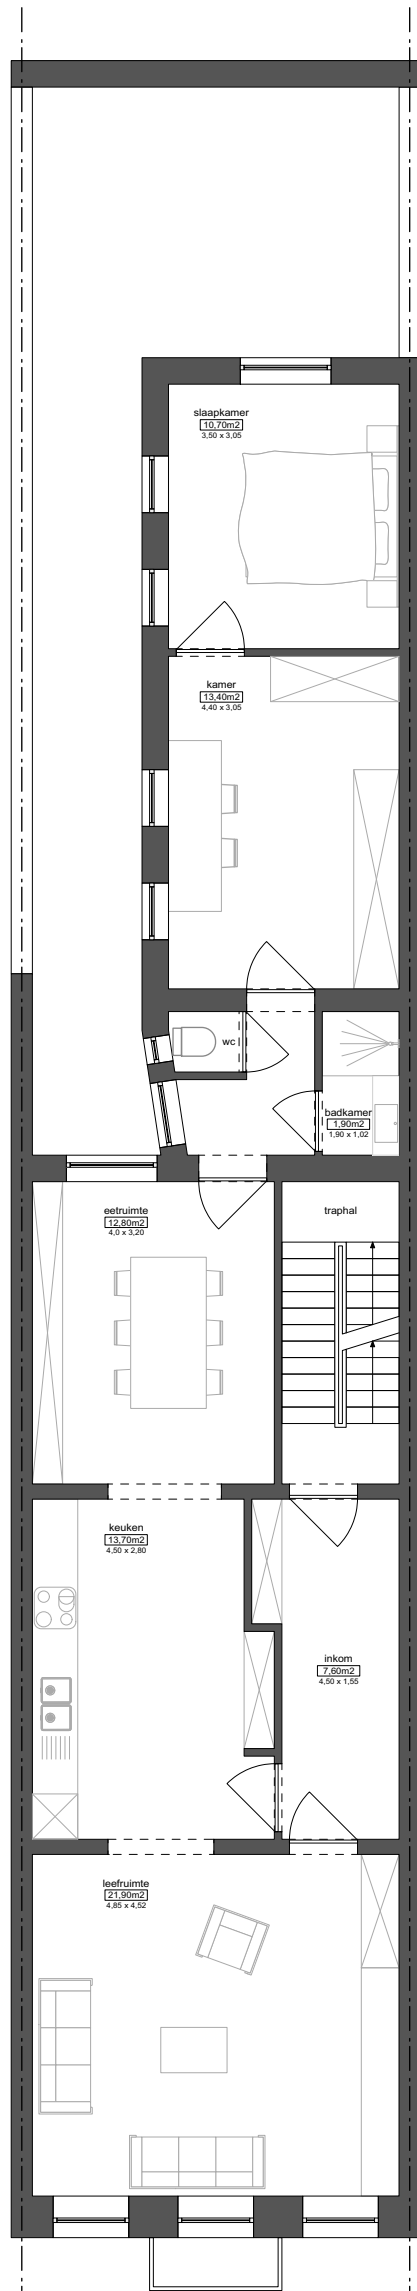 slaapkamer
10,70m2
3,50 x 3,05
kamer
13,40m2
4,40 x 3,05
wc
badkamer
1,90m2
1,90 x 1,02
eetruimte
12,80m2
4,0 x 3,20
traphal
keuken
13,70m2
4,50 x 2,80
inkom
7,60m2
4,50 x 1,55
leefruimte
21,90m2
4,85 x 4,52